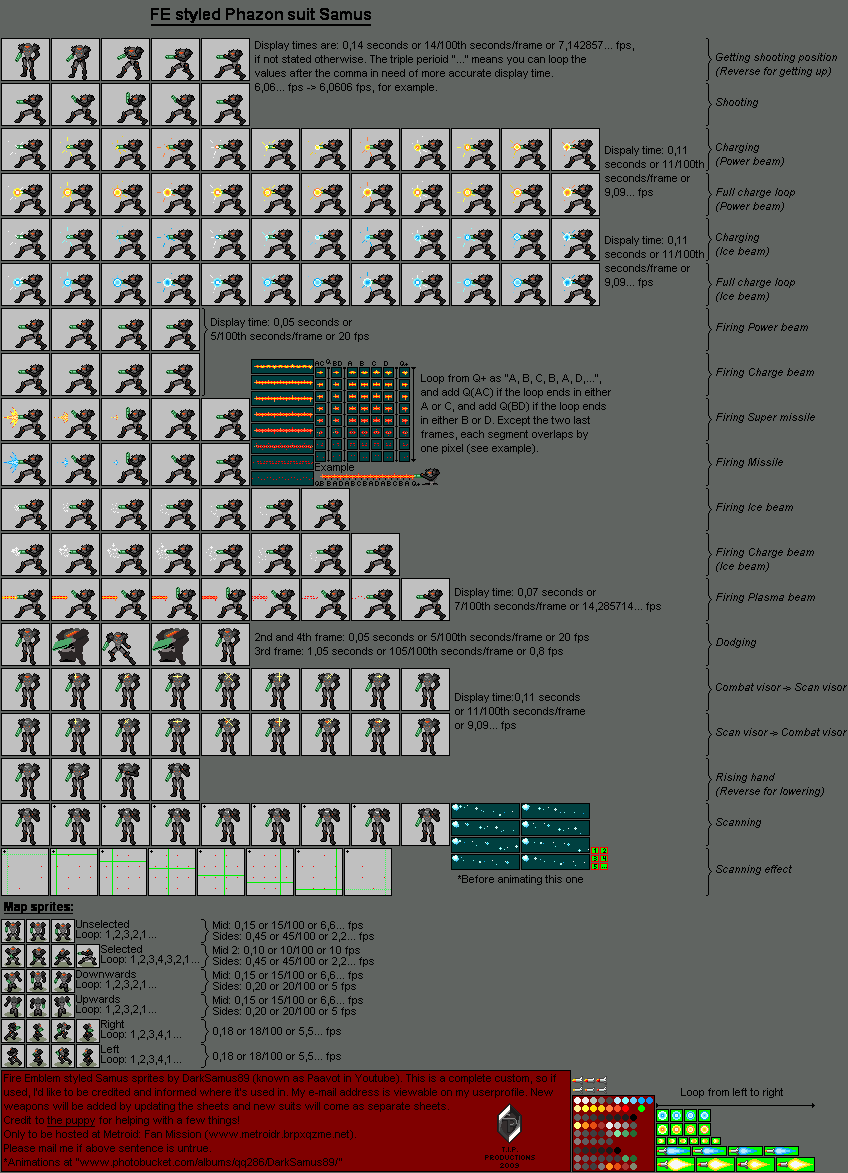 FE styled Phazon suit Samus
Display times are: 0,14 seconds or 14/100th seconds/frame or 7,142857... fps,
if not stated otherwise. The triple perioid "..." means you can loop the
values after the comma in need of more accurate display time.
6,06... fps -> 6,0606 fps, for example.
Getting shooting position
(Reverse for getting up)
Shooting
Dispaly time: 0,11
seconds or 11/100th
seconds/frame or
9,09... fps
Charging
(Power beam)
Full charge loop
(Power beam)
Dispaly time: 0,11
seconds or 11/100th
seconds/frame or
9,09... fps
Charging
(Ice beam)
Full charge loop
(Ice beam)
Display time: 0,05 seconds or
5/100th seconds/frame or 20 fps
Firing Power beam
Firing Charge beam
AC Q BD A B C D Q+
Loop from Q+ as "A, B, C, B, A, D,...",
and add Q(AC) if the loop ends in either
A or C, and add Q(BD) if the loop ends
in either B or D. Except the two last
frames, each segment overlaps by
one pixel (see example).
Firing Super missile
Firing Missile
Example
Firing Ice beam
Firing Charge beam
(Ice beam)
Display time: 0,07 seconds or
7/100th seconds/frame or 14,285714... fps
Firing Plasma beam
2nd and 4th frame: 0,05 seconds or 5/100th seconds/frame or 20 fps
3rd frame: 1,05 seconds or 105/100th seconds/frame or 0,8 fps
Dodging
Display time:0,11 seconds
or 11/100th seconds/frame
or 9,09... fps
Combat visor -> Scan visor
Scan visor -> Combat visor
Rising hand
(Reverse for lowering)
Scanning
1 2
3 4
*Before animating this one
Scanning effect
Map sprites:
Unselected
Loop: 1,2,3,2,1...
Mid: 0,15 or 15/100 or 6,6... fps
Sides: 0,45 or 45/100 or 2,2... fps
Selected
Loop: 1,2,3,4,3,2,1...
Mid 2: 0,10 or 10/100 or 10 fps
Sides: 0,45 or 45/100 or 2,2... fps
Downwards
Loop: 1,2,3,2,1...
Mid: 0,15 or 15/100 or 6,6... fps
Sides: 0,20 or 20/100 or 5 fps
Upwards
Loop: 1,2,3,2,1...
Mid: 0,15 or 15/100 or 6,6... fps
Sides: 0,20 or 20/100 or 5 fps
Right
Loop: 1,2,3,4,1...
0,18 or 18/100 or 5,5... fps
Left
Loop: 1,2,3,4,1...
0,18 or 18/100 or 5,5... fps
Fire Emblem styled Samus sprites by DarkSamus89 (known as Paavot in Youtube). This is a complete custom, so if
used, I'd like to be credited and informed where it's used in. My e-mail address is viewable on my use profile. New
weapons will be added by updating the sheets and new suits will come as separate sheets.
Credit to the puppy for helping with a few things!
Only to be hosted at Metroid: Fan Mission
Please mail me if asentence is untrue.
*Animations at
PRODUCTIONS
2009
Loop from left to right